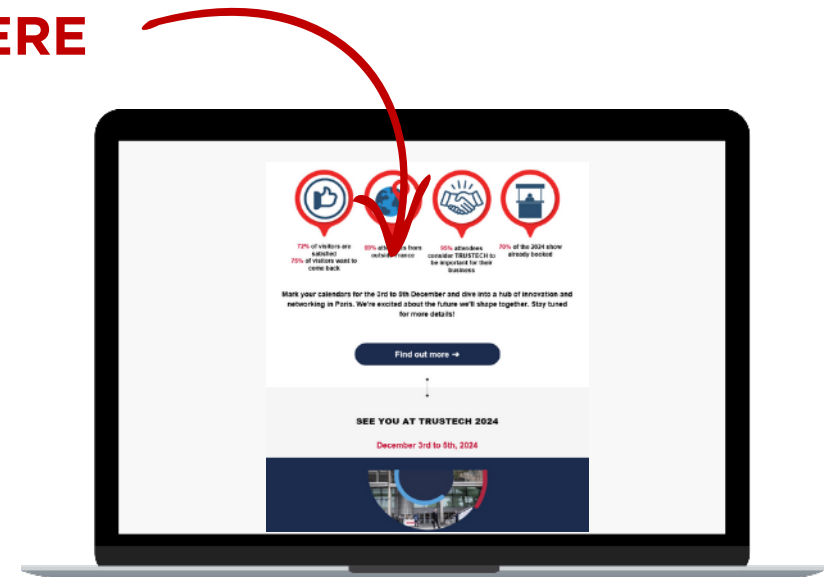 ERE
72% of visitors are
satisfied
75% of visitors want to
come back
from
outside
95% attendees
consider TRUSTECH to
be important for their
business
70% of the 2024 show
already booked
Mark your calendars for the 3rd to 5th December and dive into a hub of innovation and
networking in Paris. We're excited about the future we'll shape together. Stay tuned
for more details!
Find out more →
SEE YOU AT TRUSTECH 2024
December 3rd to 5th, 2024